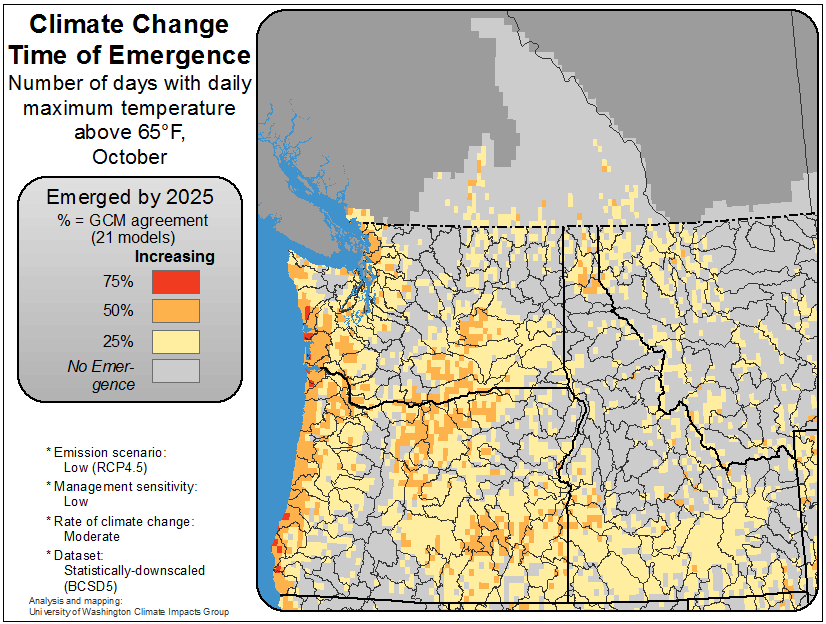 Climate Change
Time of Emergence
Number of days with daily
maximum temperature
above 65°F,
October
Emerged by 2025
% = GCM agreement
(21 models)
Increasing
75%
50%
25%
No Emer-
gence
* Emission scenario:
Low (RCP4.5)
* Management sensitivity:
Low
* Rate of climate change:
Moderate
* Dataset:
Statistically-downscaled
(BCSD5)
Analysis and mapping:
University of Washington Climate Impacts Group